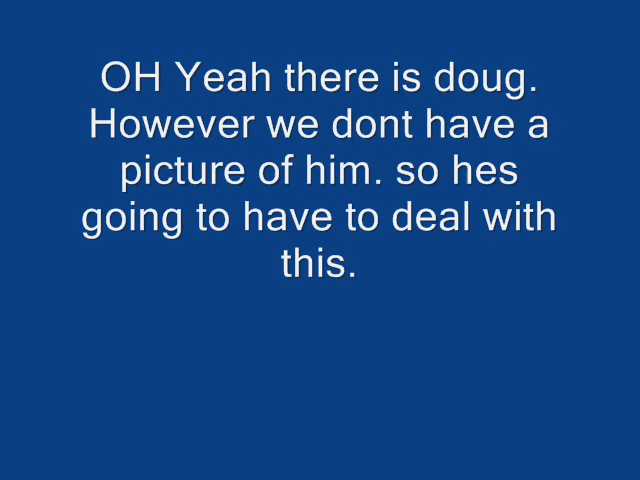 OH Yeah there is doug.
However we dont have a
picture of him. so hes
going to have to deal with
this.